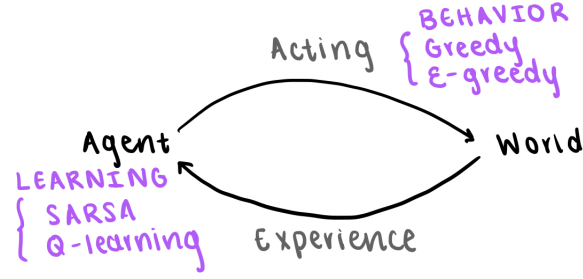 BEHAVIOR
Acting
Greedy
ε-greedy
Agent
World
LEARNING
SARSA
Q-learning
Experience